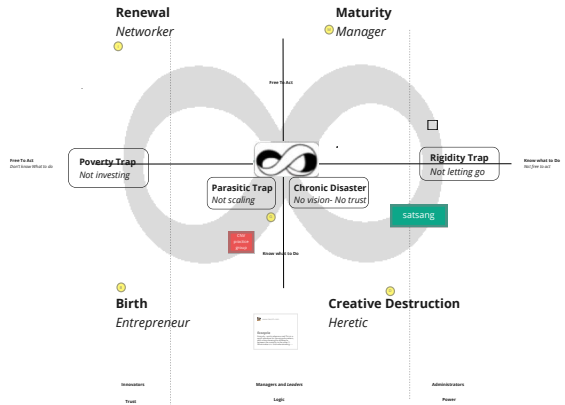 Renewal
Networker
Maturity
Manager
Free To Act
Free To Act
Don't know What to do
Poverty Trap
Not investing
Rigidity Trap
Not letting go
Know what to Do
Not free to act
Parasitic Trap
Not scaling
Chronic Disaster
No vision- No trust
satsang
practice
group
Know what to Do
Birth
Entrepreneur
Creative Destruction
Heretic
Innovators
Managers and Leaders
Administrators
Trust
Logic
Power